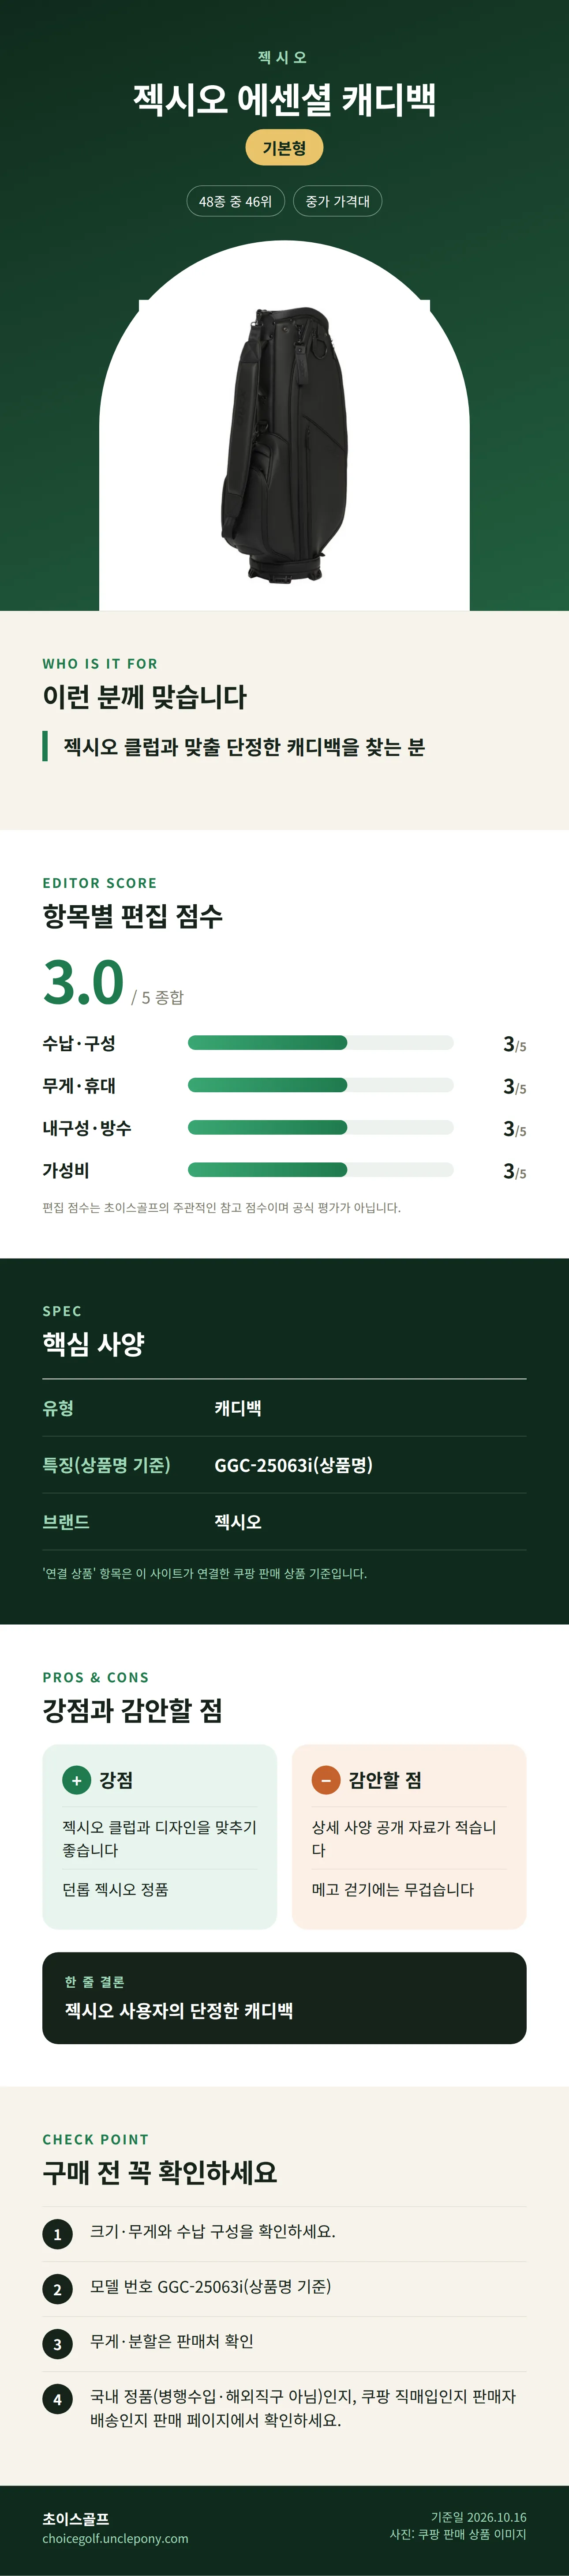 젝시오
젝시오 에센셜 캐디백
기본형
48종 중 46위
중가 가격대
WHO IS IT FOR
이런 분께 맞습니다
젝시오 클럽과 맞출 단정한 캐디백을 찾는 분
EDITOR SCORE
항목별 편집 점수
3.0 / 5 종합
수납·구성 3/5
무게·휴대 3/5
내구성·방수 3/5
가성비 3/5
편집 점수는 초이스골프의 주관적인 참고 점수이며 공식 평가가 아닙니다.
SPEC
핵심 사양
유형 캐디백
특징(상품명 기준) GGC-25063i(상품명)
브랜드 젝시오
'연결 상품' 항목은 이 사이트가 연결한 쿠팡 판매 상품 기준입니다.
PROS & CONS
강점과 감안할 점
+ 강점
젝시오 클럽과 디자인을 맞추기
좋습니다
던롭 젝시오 정품
− 감안할 점
상세 사양 공개 자료가 적습니
다
메고 걷기에는 무겁습니다
한 줄 결론
젝시오 사용자의 단정한 캐디백
CHECK POINT
구매 전 꼭 확인하세요
1 크기·무게와 수납 구성을 확인하세요.
2 모델 번호 GGC-25063i(상품명 기준)
3 무게·분할은 판매처 확인
4 국내 정품(병행수입·해외직구 아님)인지, 쿠팡 직매입인지 판매자
배송인지 판매 페이지에서 확인하세요.
초이스골프
choicegolf.unclepony.com
기준일 2026.10.16
사진: 쿠팡 판매 상품 이미지